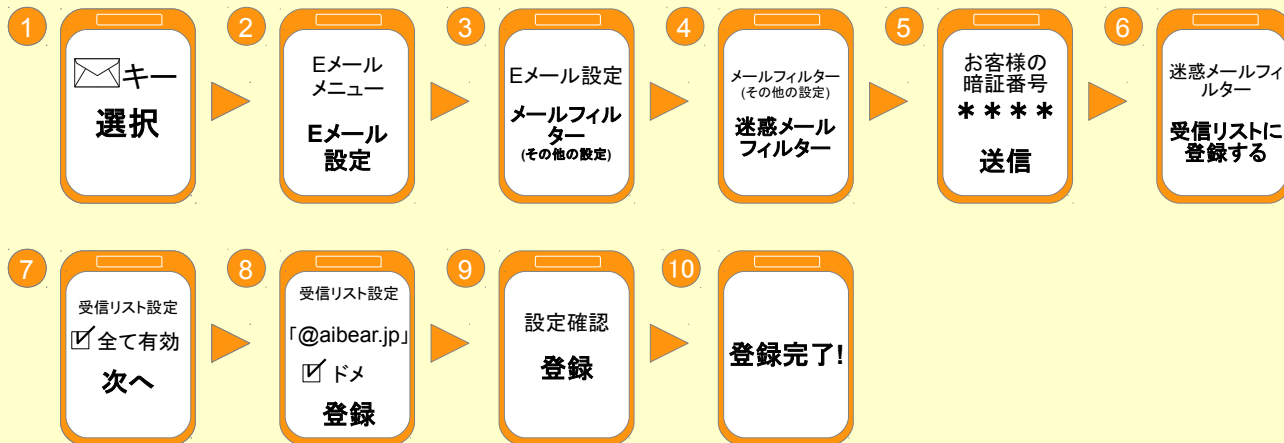 1
キー
選択
2
Eメール
メニュー
Eメール
設定
3
Eメール設定
メールフィル
ター
(その他の設定)
4
メールフィルター
(その他の設定)
迷惑メール
フィルター
5
お客様の
暗証番号
＊＊＊＊
送信
6
迷惑メールフィ
ルター
受信リストに
登録する
7
受信リスト設定
全て有効
次へ
8
受信リスト設定
「@aibear.jp」
ドメ
登録
9
設定確認
登録
10
登録完了!